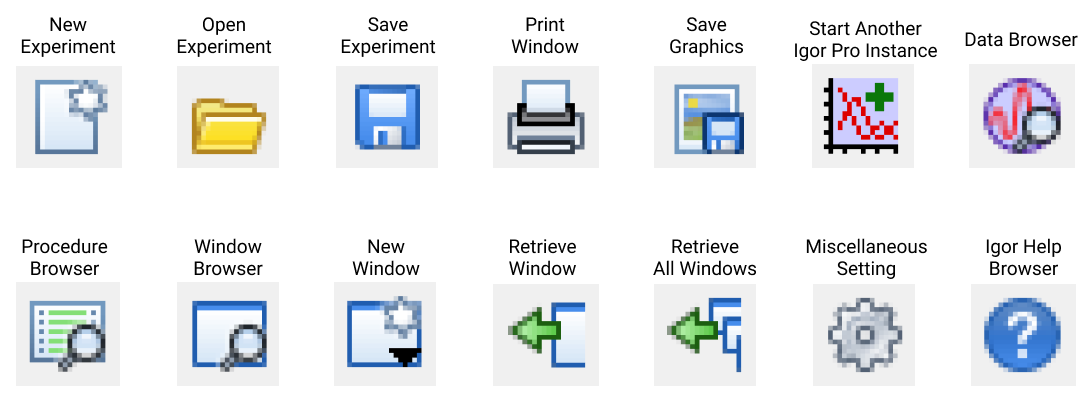 New
Experiment
Open
Experiment
Save
Experiment
Print
Window
Save
Graphics
Start Another
Igor Pro Instance
Data Browser
Procedure
Browser
Window
Browser
New
Window
Retrieve
Window
Retrieve
All Windows
Miscellaneous
Setting
Igor Help
Browser
?